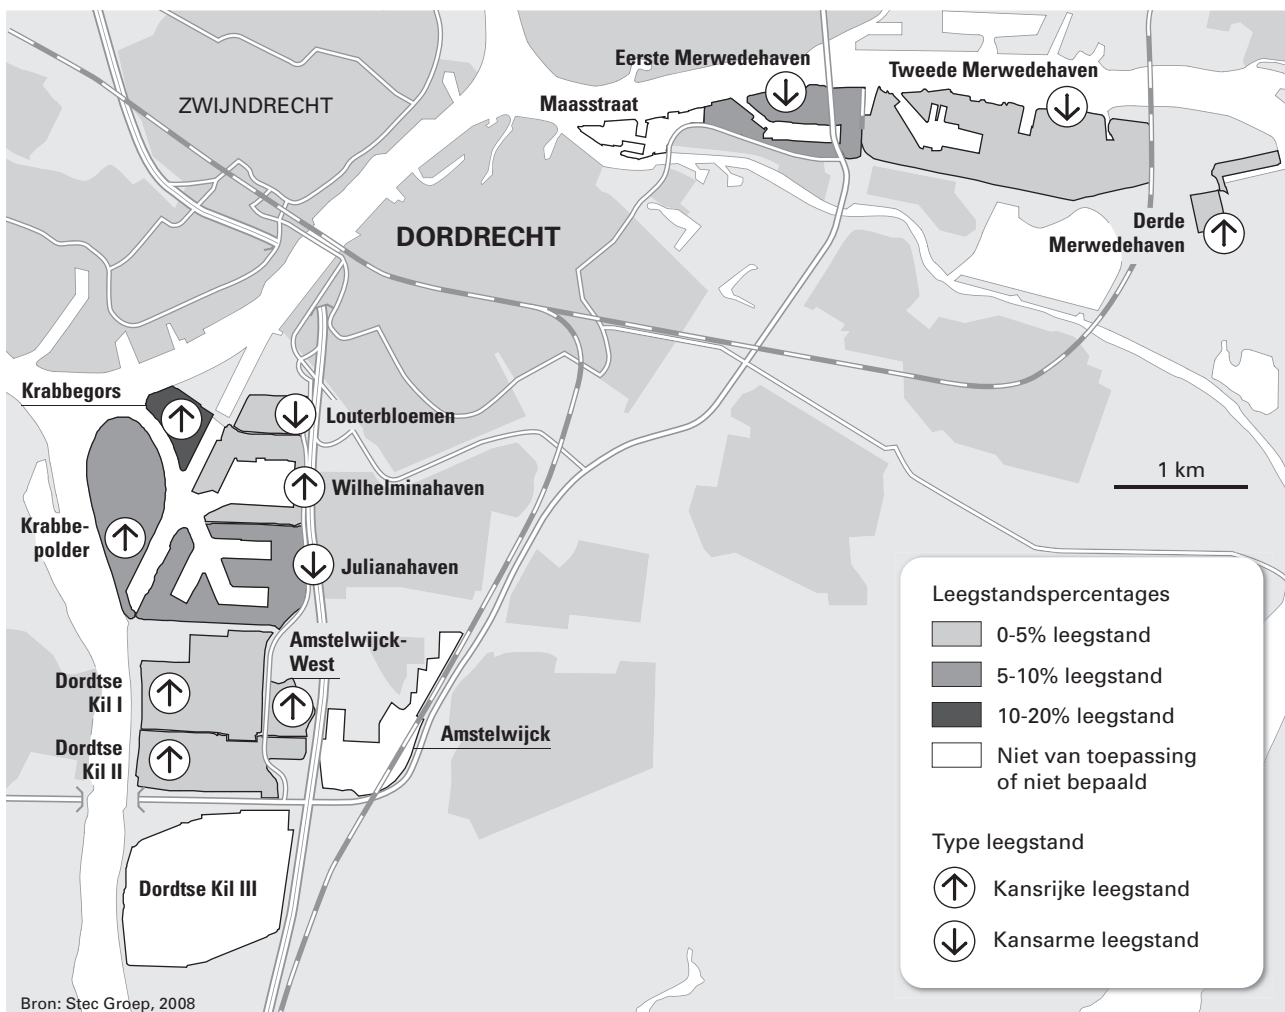 Eerste Merwedehaven
Tweede Merwedehaven
ZWIJNDRECHT
Maasstraat
DORDRECHT
Derde
Merwedehaven
Krabbegors
Louterbloemen
Wilhelminahaven
1 km
Krabbe-
polder
Julianahaven
Amstelwijck-
West
Dordtse
Kil I
Dordtse
Kil II
Amstelwijck
Dordtse Kil III
Leegstandspercentages
0-5% leegstand
5-10% leegstand
10-20% leegstand
Niet van toepassing
of niet bepaald
Type leegstand
Kansrijke leegstand
Kansarme leegstand
Bron: Stec Groep, 2008